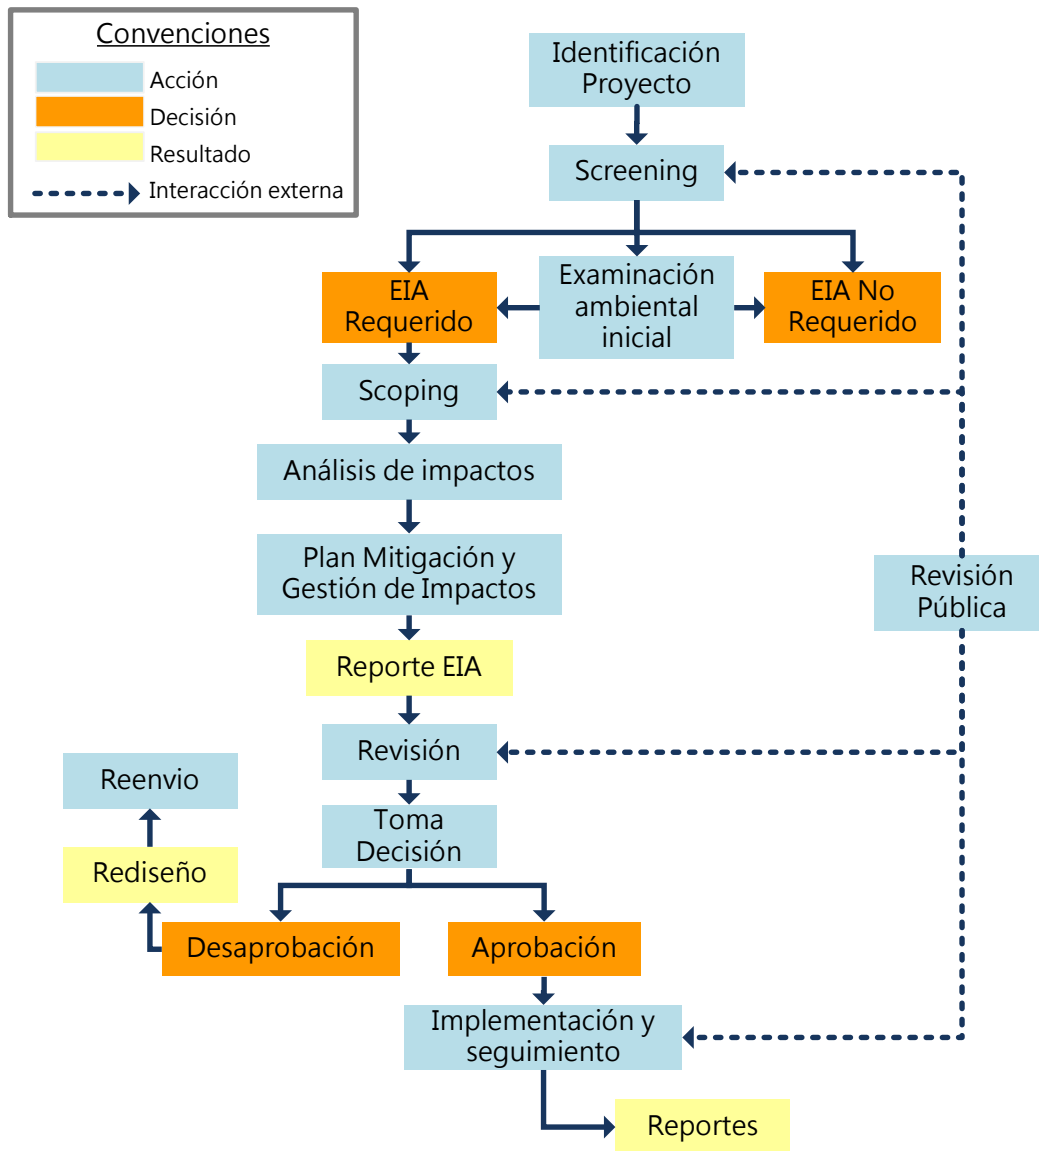 Convenciones
Acción
Decisión
Resultado
Interacción externa
Identificación
Proyecto
Screening
EIA
Requerido
Examinación
ambiental
inicial
EIA No
Requerido
Scoping
Análisis de impactos
Plan Mitigación y
Gestión de Impactos
Revisión
Pública
Reporte EIA
Revisión
Reenvio
Toma
Decisión
Rediseño
Desaprobación
Aprobación
Implementación y
seguimiento
Reportes